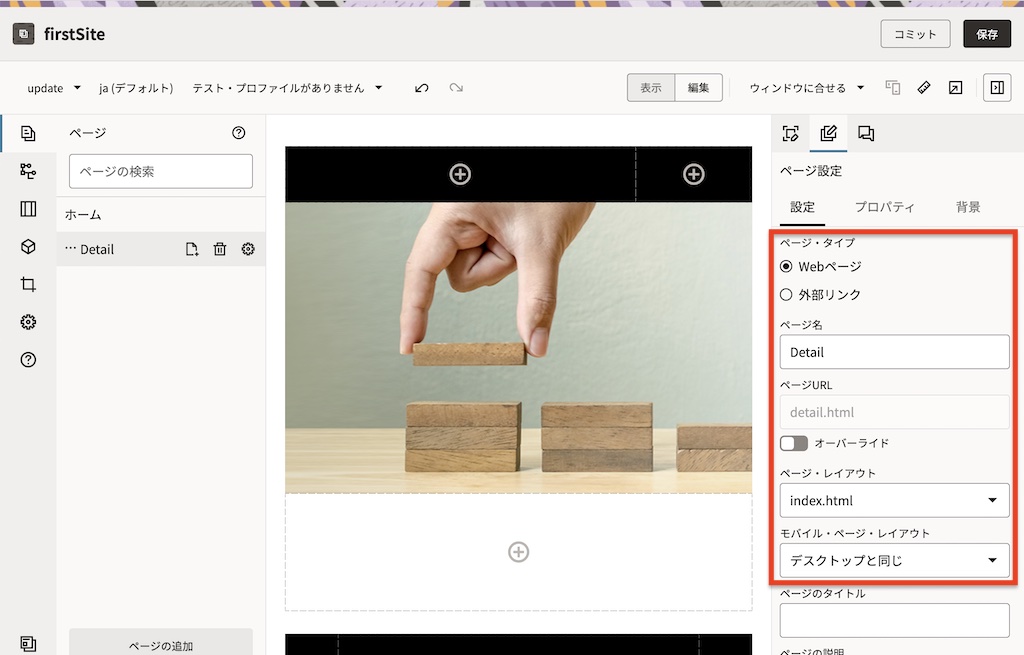 firstSite
コミット
保存
update
ja (デフォルト)
テスト・プロファイルがありません
表示
編集
ウィンドウに合せる
ページ
ページの検索
ホーム
Detail
ページの追加
ページ設定
設定
プロパティ
背景
ページ・タイプ
Webページ
外部リンク
ページ名
Detail
ページURL
detail.html
オーバーライド
ページ・レイアウト
index.html
モバイル・ページ・レイアウト
デスクトップと同じ
ページのタイトル
ページの説明